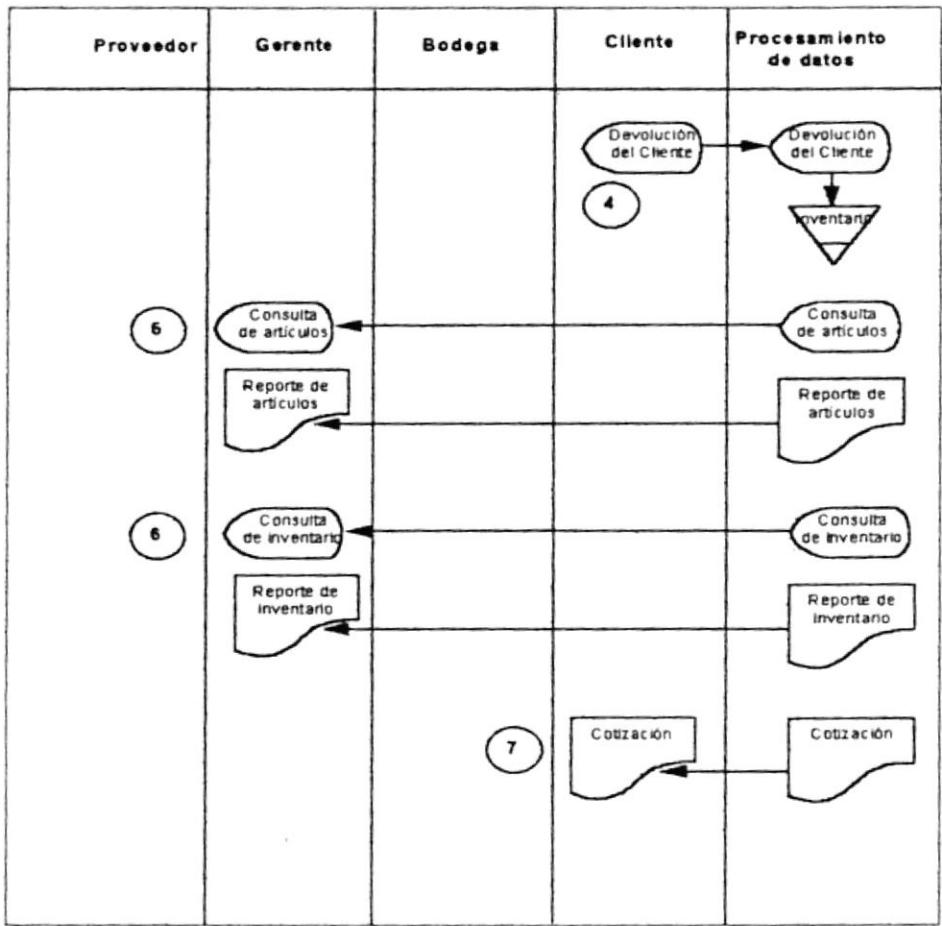 Proveedor
Gerente
Bodega
Cliente
Procesamiento
de datos
Devolución
del Cliente
Devolución
del Cliente
4
Inventario
6
Consulta
de artículos
Consulta
de artículos
Reporte de
artículos
Reporte de
artículos
6
Consulta
de inventario
Consulta
de Inventario
Reporte de
inventario
Reporte de
inventario
7
Cotización
Cotización